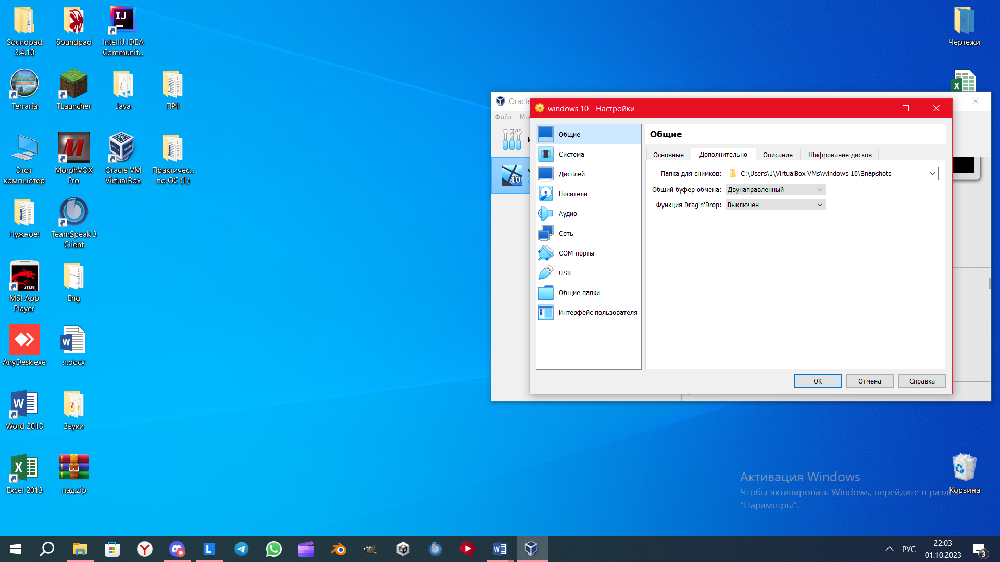 Soundpad
3.4.10
Soundpad
IntelliJ IDEA
Communit...
Чертежи
Terraria
TLauncher
Java
ПР1
Этот
компьютер
MorphVOX
Pro
Oracle VM
VirtualBox
Практичес...
по ОС (1)
Нужное!
TeamSpeak 3
Client
MSI App
Player
Eng
AnyDesk.exe
я.docx
Word 2013
Звуки
Excel 2013
пад.zip
Oracle
Файл
windows 10 - Настройки
Общие
Система
Дисплей
Носители
Аудио
Сеть
COM-порты
USB
Общие папки
Интерфейс пользователя
Общие
Основные
Дополнительно
Описание
Шифрование дисков
Папка для снимков: C:\Users\1\VirtualBox VMs\windows 10\Snapshots
Общий буфер обмена: Двунаправленный
Функция Drag'n'Drop: Выключен
OK
Отмена
Справка
Активация Windows
Чтобы активировать Windows, перейдите в раздел
"Параметры".
Корзина
РУС
22:03
01.10.2023
3